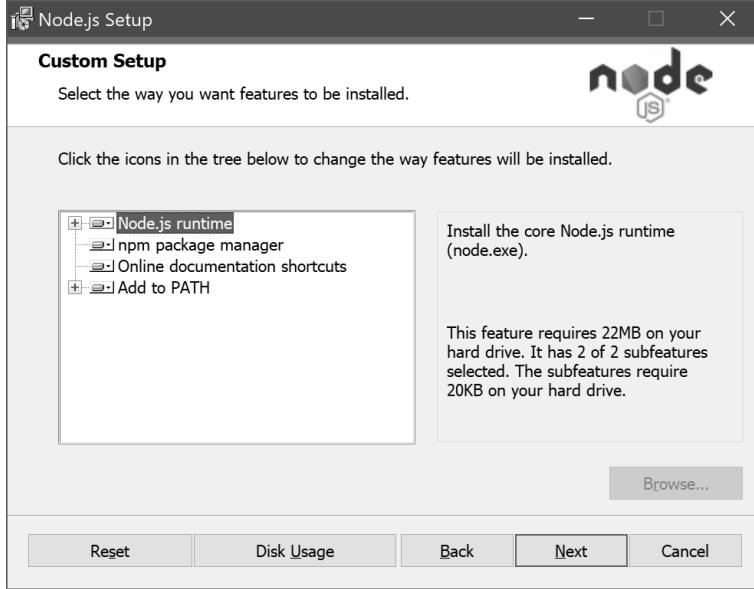 Node.js Setup
Custom Setup
Select the way you want features to be installed.
node
JS
Click the icons in the tree below to change the way features will be installed.
Node.js runtime
npm package manager
Online documentation shortcuts
Add to PATH
Install the core Node.js runtime
(node.exe).
This feature requires 22MB on your
hard drive. It has 2 of 2 subfeatures
selected. The subfeatures require
20KB on your hard drive.
Browse...
Reset
Disk Usage
Back
Next
Cancel